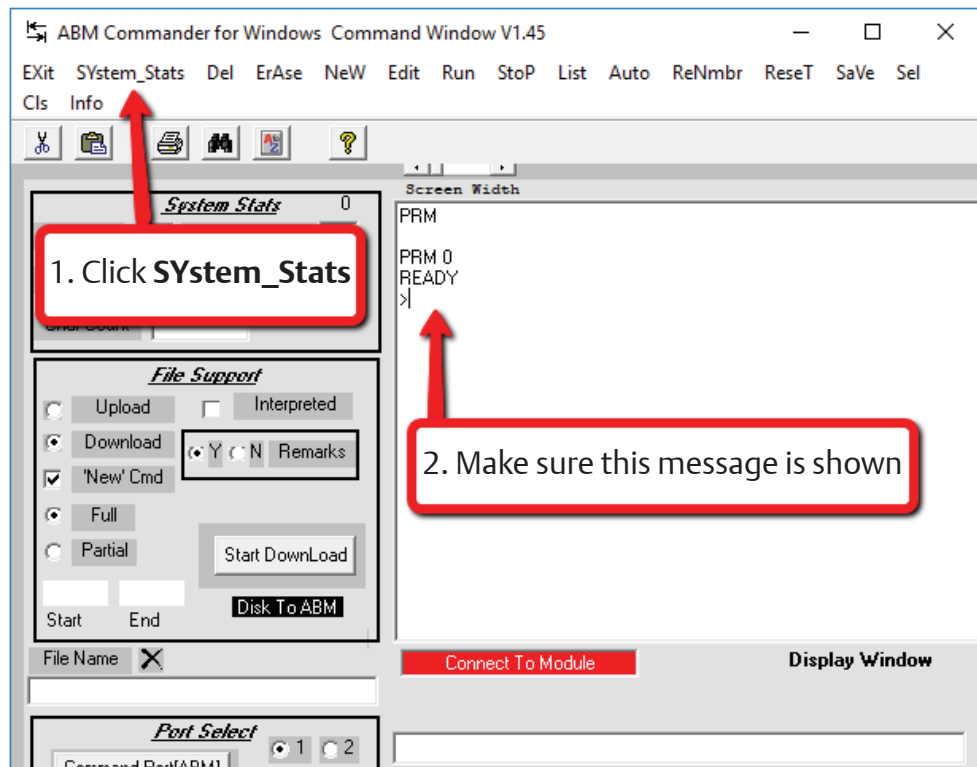 ABM Commander for Windows  Command Window V1.45
EXit SYstem_Stats Del ErAse NeW Edit Run StoP List Auto ReNmbr ReseT SaVe Sel
Cls Info
Screen Width
System Stats 0
PRM
PRM 0
READY
>
1. Click SYstem_Stats
2. Make sure this message is shown
File Support
Upload Interpreted
Download Y N Remarks
'New' Cmd
Full
Partial Start DownLoad
Disk To ABM
Start End
File Name
Connect To Module Display Window
Port Select
1 2
Command Port[ABM]